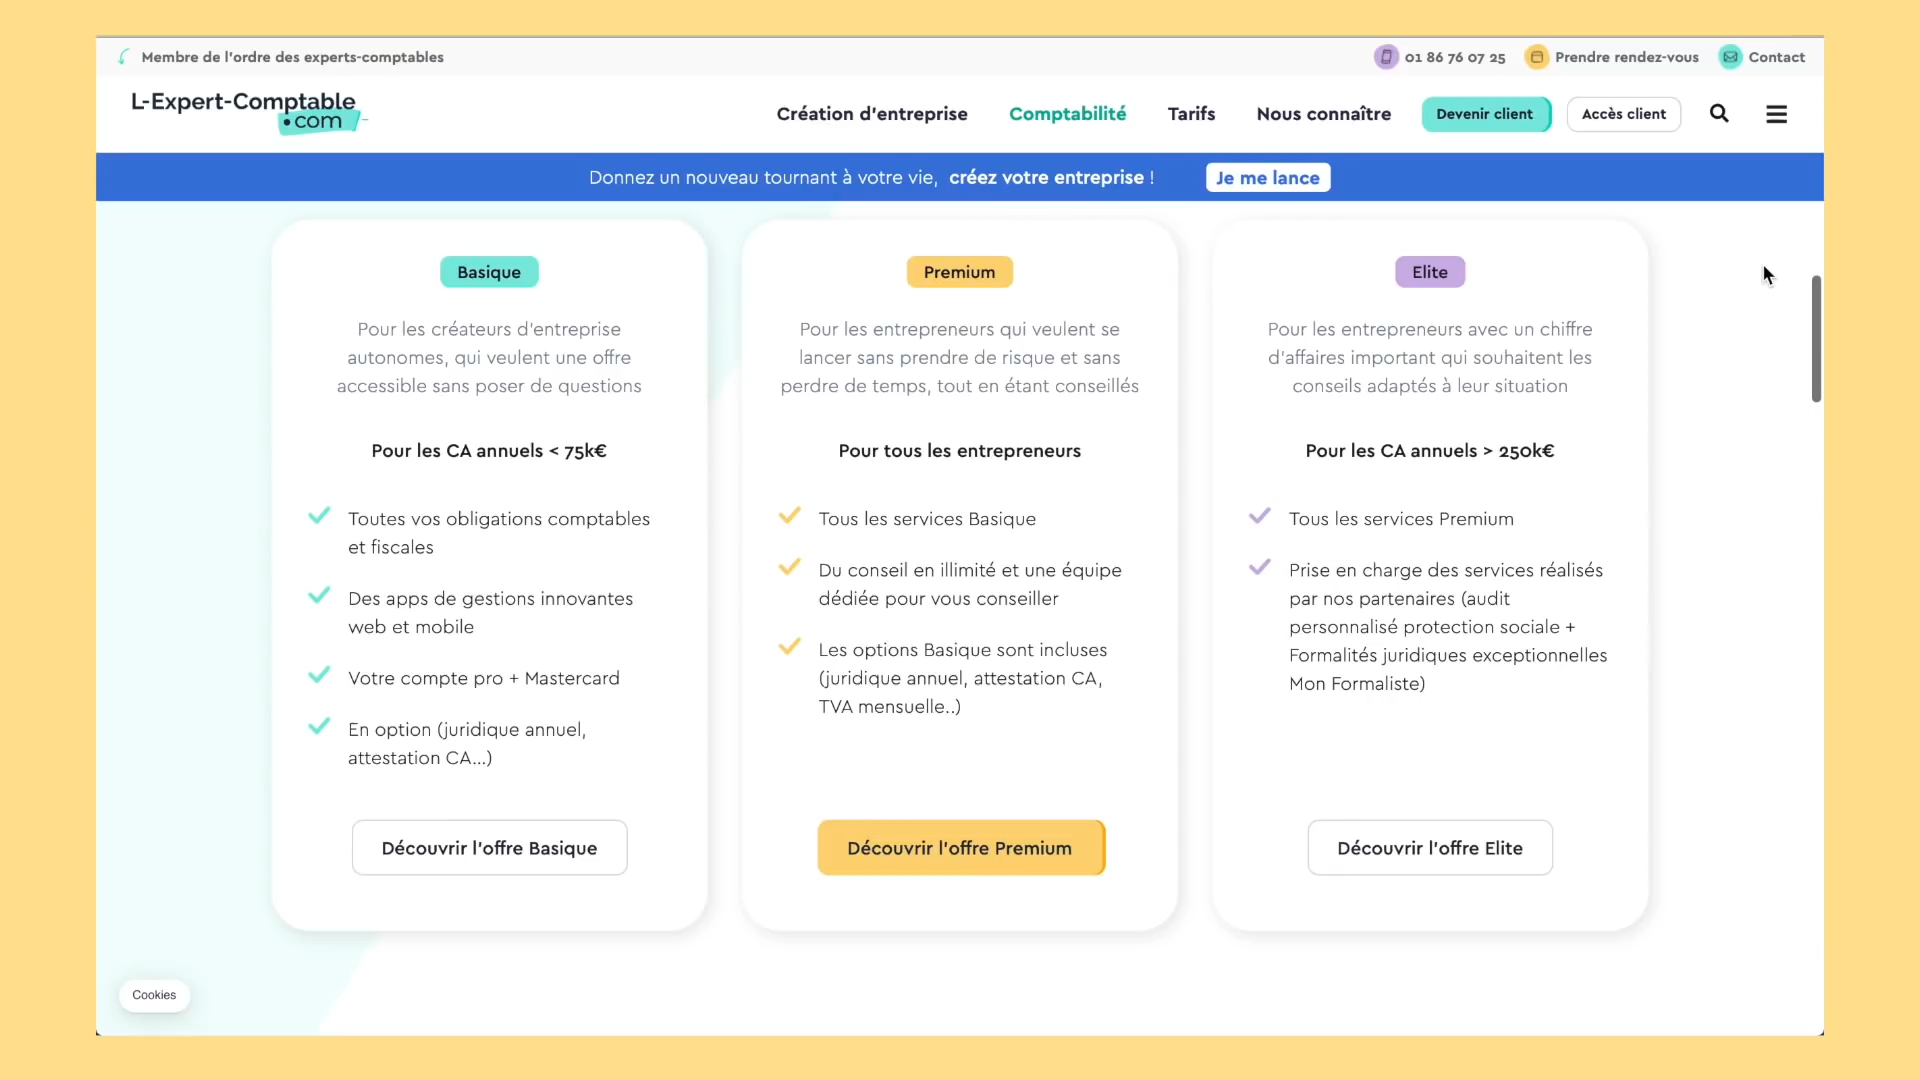 Membre de l'ordre des experts-comptables
01 86 76 07 25
Prendre rendez-vous
Contact
L-Expert-Comptable
.com
Création d'entreprise
Comptabilité
Tarifs
Nous connaître
Devenir client
Accès client
Donnez un nouveau tournant à votre vie, créez votre entreprise !
Je me lance
Basique
Pour les créateurs d'entreprise
autonomes, qui veulent une offre
accessible sans poser de questions
Pour les CA annuels < 75k€
Toutes vos obligations comptables
et fiscales
Des apps de gestions innovantes
web et mobile
Votre compte pro + Mastercard
En option (juridique annuel,
attestation CA...)
Découvrir l'offre Basique
Premium
Pour les entrepreneurs qui veulent se
lancer sans prendre de risque et sans
perdre de temps, tout en étant conseillés
Pour tous les entrepreneurs
Tous les services Basique
Du conseil en illimité et une équipe
dédiée pour vous conseiller
Les options Basique sont incluses
(juridique annuel, attestation CA,
TVA mensuelle..)
Découvrir l'offre Premium
Elite
Pour les entrepreneurs avec un chiffre
d'affaires important qui souhaitent les
conseils adaptés à leur situation
Pour les CA annuels > 250k€
Tous les services Premium
Prise en charge des services réalisés
par nos partenaires (audit
personnalisé protection sociale +
Formalités juridiques exceptionnelles
Mon Formaliste)
Découvrir l'offre Elite
Cookies